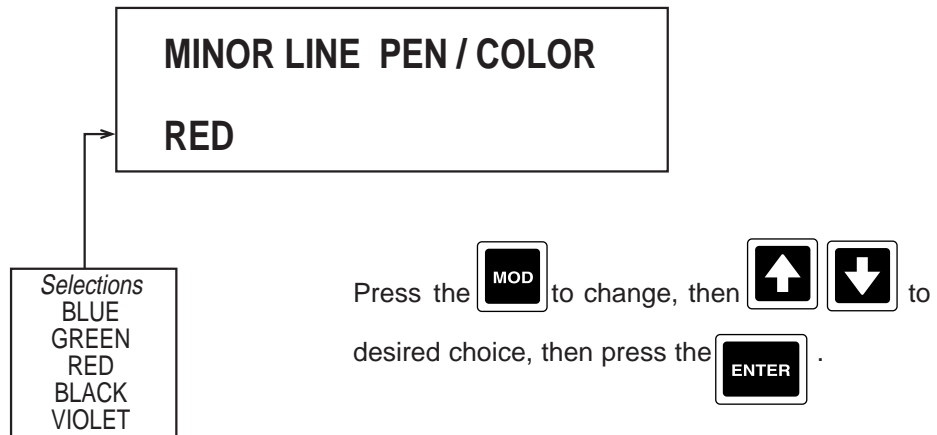 MINOR LINE PEN / COLOR
RED
Selections
BLUE
GREEN
RED
BLACK
VIOLET
Press the MOD to change, then to
desired choice, then press the ENTER .